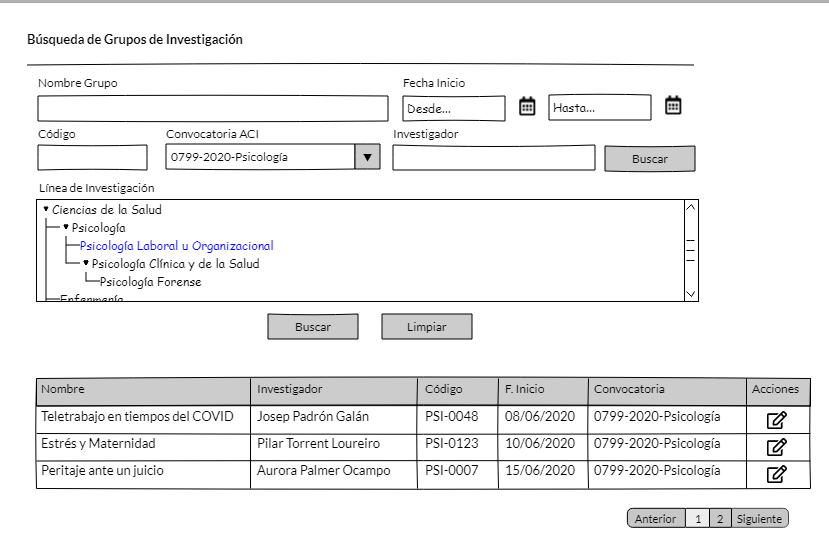 Búsqueda de Grupos de Investigación
Nombre Grupo
Fecha Inicio
Desde...
Hasta...
Código
Convocatoria ACI
Investigador
0799-2020-Psicología
Buscar
Línea de Investigación
Ciencias de la Salud
Psicología
Psicología Laboral u Organizacional
Psicología Clínica y de la Salud
Psicología Forense
Enfermería
Buscar
Limpiar
Nombre Investigador Código F. Inicio Convocatoria Acciones
Teletrabajo en tiempos del COVID Josep Padrón Galán PSI-0048 08/06/2020 0799-2020-Psicología
Estrés y Maternidad Pilar Torrent Loureiro PSI-0123 10/06/2020 0799-2020-Psicología
Peritaje ante un juicio Aurora Palmer Ocampo PSI-0007 15/06/2020 0799-2020-Psicología
Anterior 1 2 Siguiente